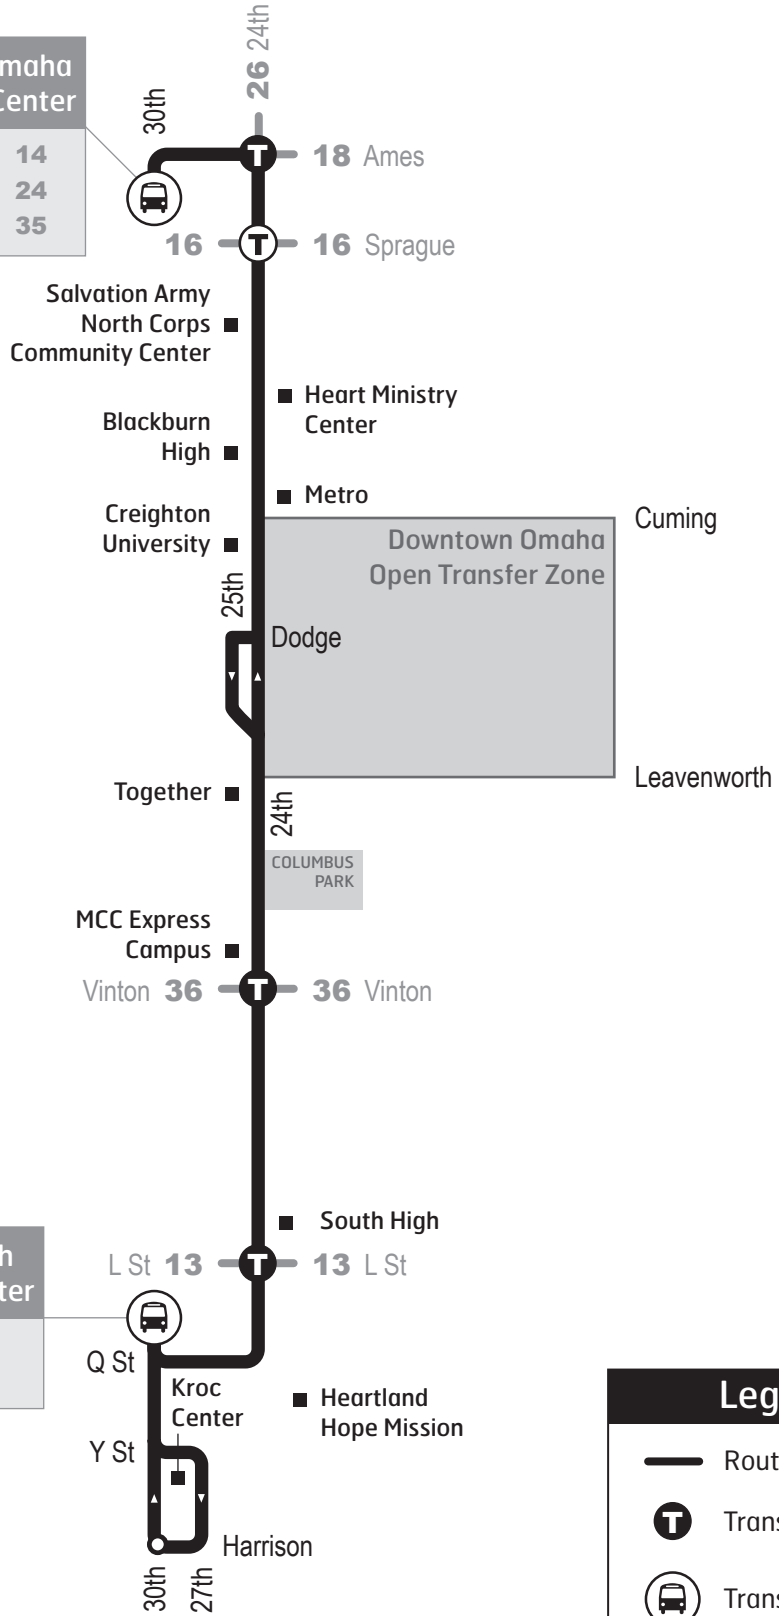 26 24th
maha
Center
14
24
35
30th
T 18 Ames
16 T 16 Sprague
Salvation Army
North Corps
Community Center
Heart Ministry
Center
Blackburn
High
Metro
Creighton
University
Cuming
Downtown Omaha
Open Transfer Zone
25th
Dodge
Leavenworth
Together
24th
COLUMBUS
PARK
MCC Express
Campus
Vinton 36 T 36 Vinton
South High
L St 13 T 13 L St
h
ter
Q St
Kroc
Center
Heartland
Hope Mission
Y St
Harrison
30th
27th
Leg
Rout
T Trans
Trans